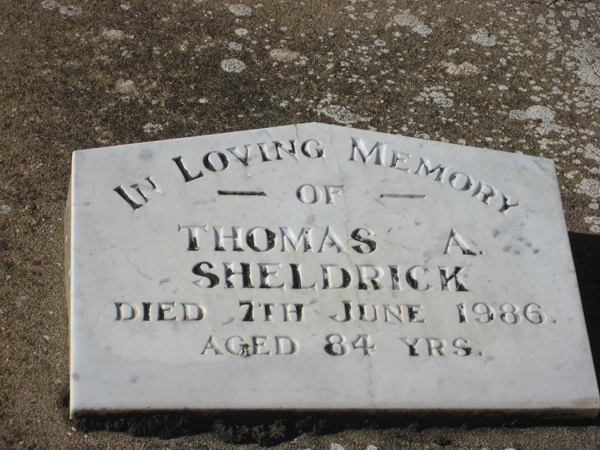 IN LOVING MEMORY
— OF —
THOMAS A.
SHELDRICK
DIED 7TH JUNE 1986.
AGED 84 YRS.